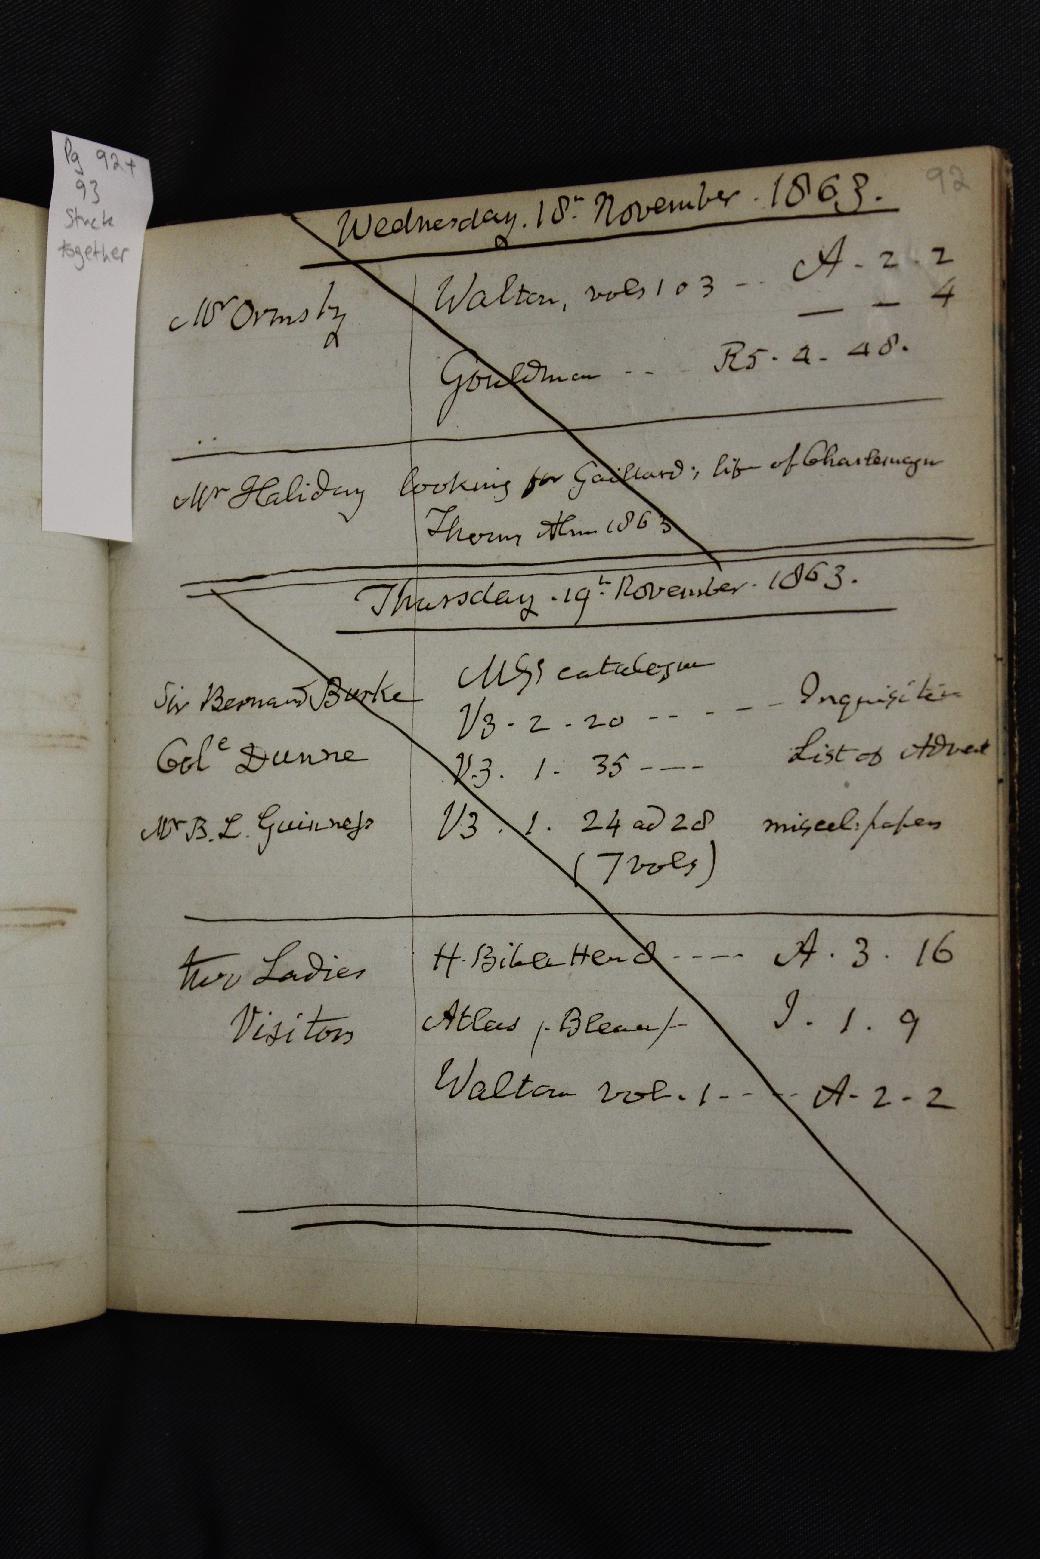 Pg 92 +
93
Stuck
together
92
Wednesday. 18th November. 1863.
Mr Ormsby Walton, vols 1 & 3 -- A - 2 - 2
— — 4
Gouldman -- R5. 4. 48.
Mr Haliday looking for Gaillard's life of Charlemagne
Thoms Alm 1863
Thursday. 19th November. 1863.
MSS catalogue
Sir Bernard Burke V3 - 2 - 20 ----- Inquisition
Colc Dunne V.3. 1. 35 ---- List of Advent
Mr B. L. Guinness V3. 1. 24 ad 28 miscel. papers
(7 vols)
two Ladies H. Bible Hend ---- A. 3. 16
Visitors Atlas /-Bleau/- I. 1. 9
Walton vol. 1 ---- A - 2 - 2